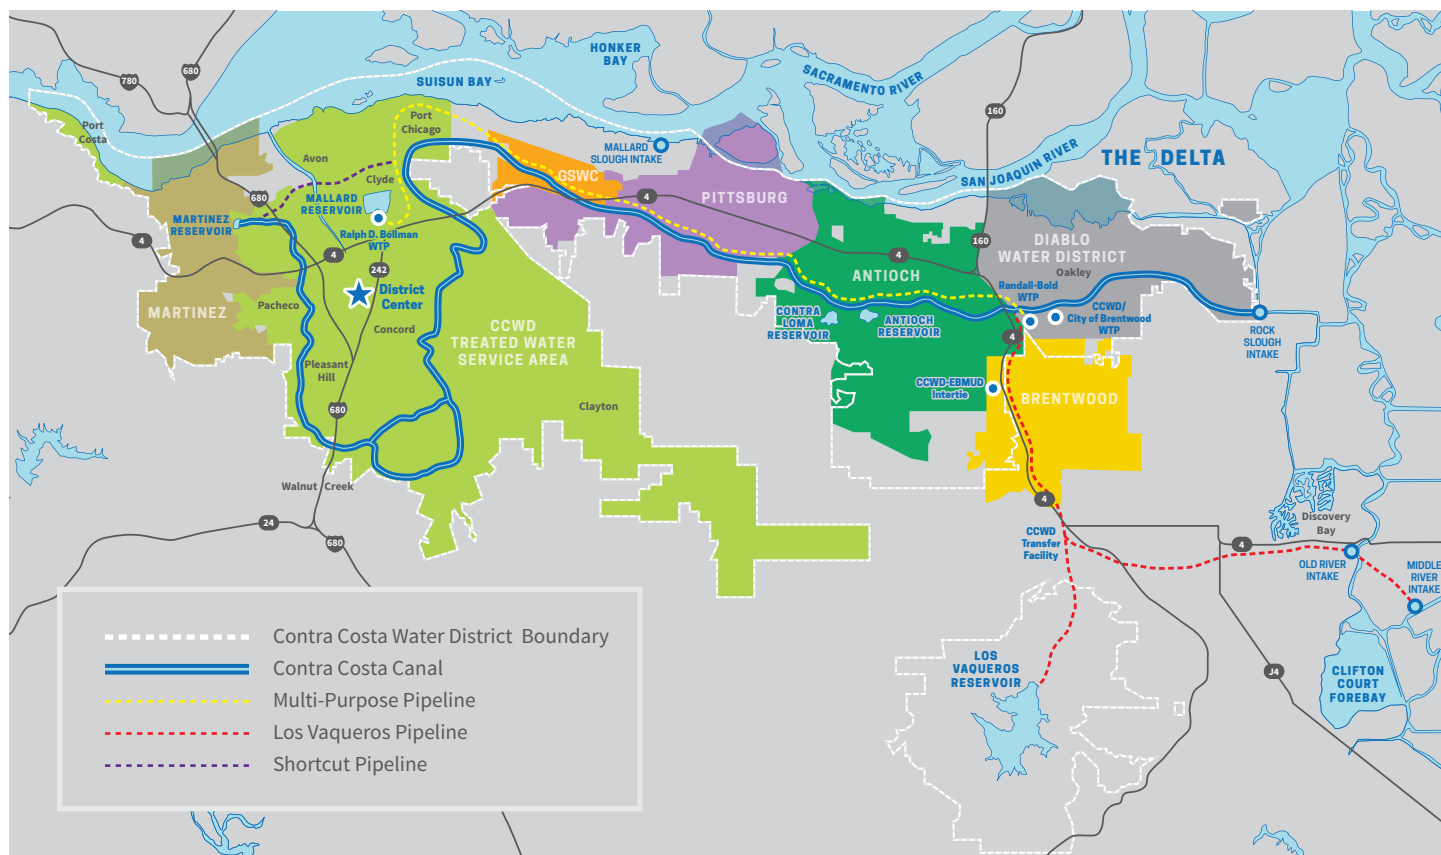 HONKER
BAY
SUISUN BAY
SACRAMENTO RIVER
680
780
160
Port
Costa
Port
Chicago
MALLARD
SLOUGH INTAKE
SAN JOAQUIN RIVER
THE DELTA
Avon
Clyde
GSWC
680
MALLARD
RESERVOIR
4
PITTSBURG
MARTINEZ
RESERVOIR
Ralph D. Bollman
WTP
4
4
242
4
160
DIABLO
WATER DISTRICT
Oakley
ANTIOCH
District
Center
Randall-Bold
WTP
MARTINEZ
Pacheco
Concord
CONTRA
LOMA
RESERVOIR
ANTIOCH
RESERVOIR
CCWD/
City of Brentwood
WTP
CCWD
TREATED WATER
SERVICE AREA
4
ROCK
SLOUGH
INTAKE
Pleasant
Hill
CCWD-EBMUD
Intertie
BRENTWOOD
680
Clayton
Walnut Creek
4
24
680
CCWD
Transfer
Facility
Discovery
Bay
4
OLD RIVER
INTAKE
MIDDLE
RIVER
INTAKE
LOS
VAQUEROS
RESERVOIR
J4
CLIFTON
COURT
FOREBAY
Contra Costa Water District Boundary
Contra Costa Canal
Multi-Purpose Pipeline
Los Vaqueros Pipeline
Shortcut Pipeline